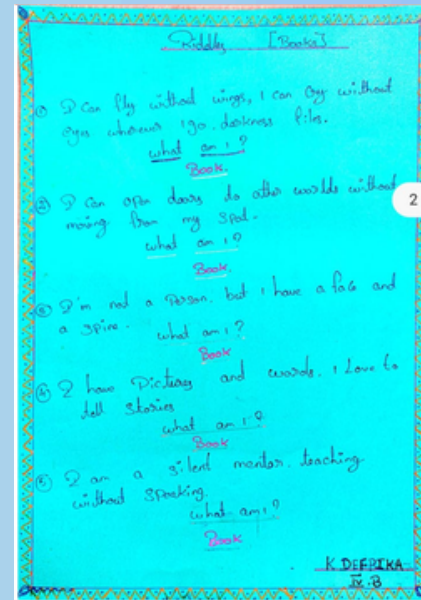 Riddles [Books]
① I can fly without wings, I can cry without
eyes wherever I go. darkness flies.
what am i?
Book.
② I can open doors to other worlds without
moving from my spot.
what am i?
Book.
③ I'm not a Person. but i have a face and
a spine. what am i?
Book
④ I have Pictures and words. i Love to
tell Stories
what am i?
Book
⑤ I am a silent mentor. teaching
without Speaking.
what am i?
Book
K. DEEPIKA
IV. B
2